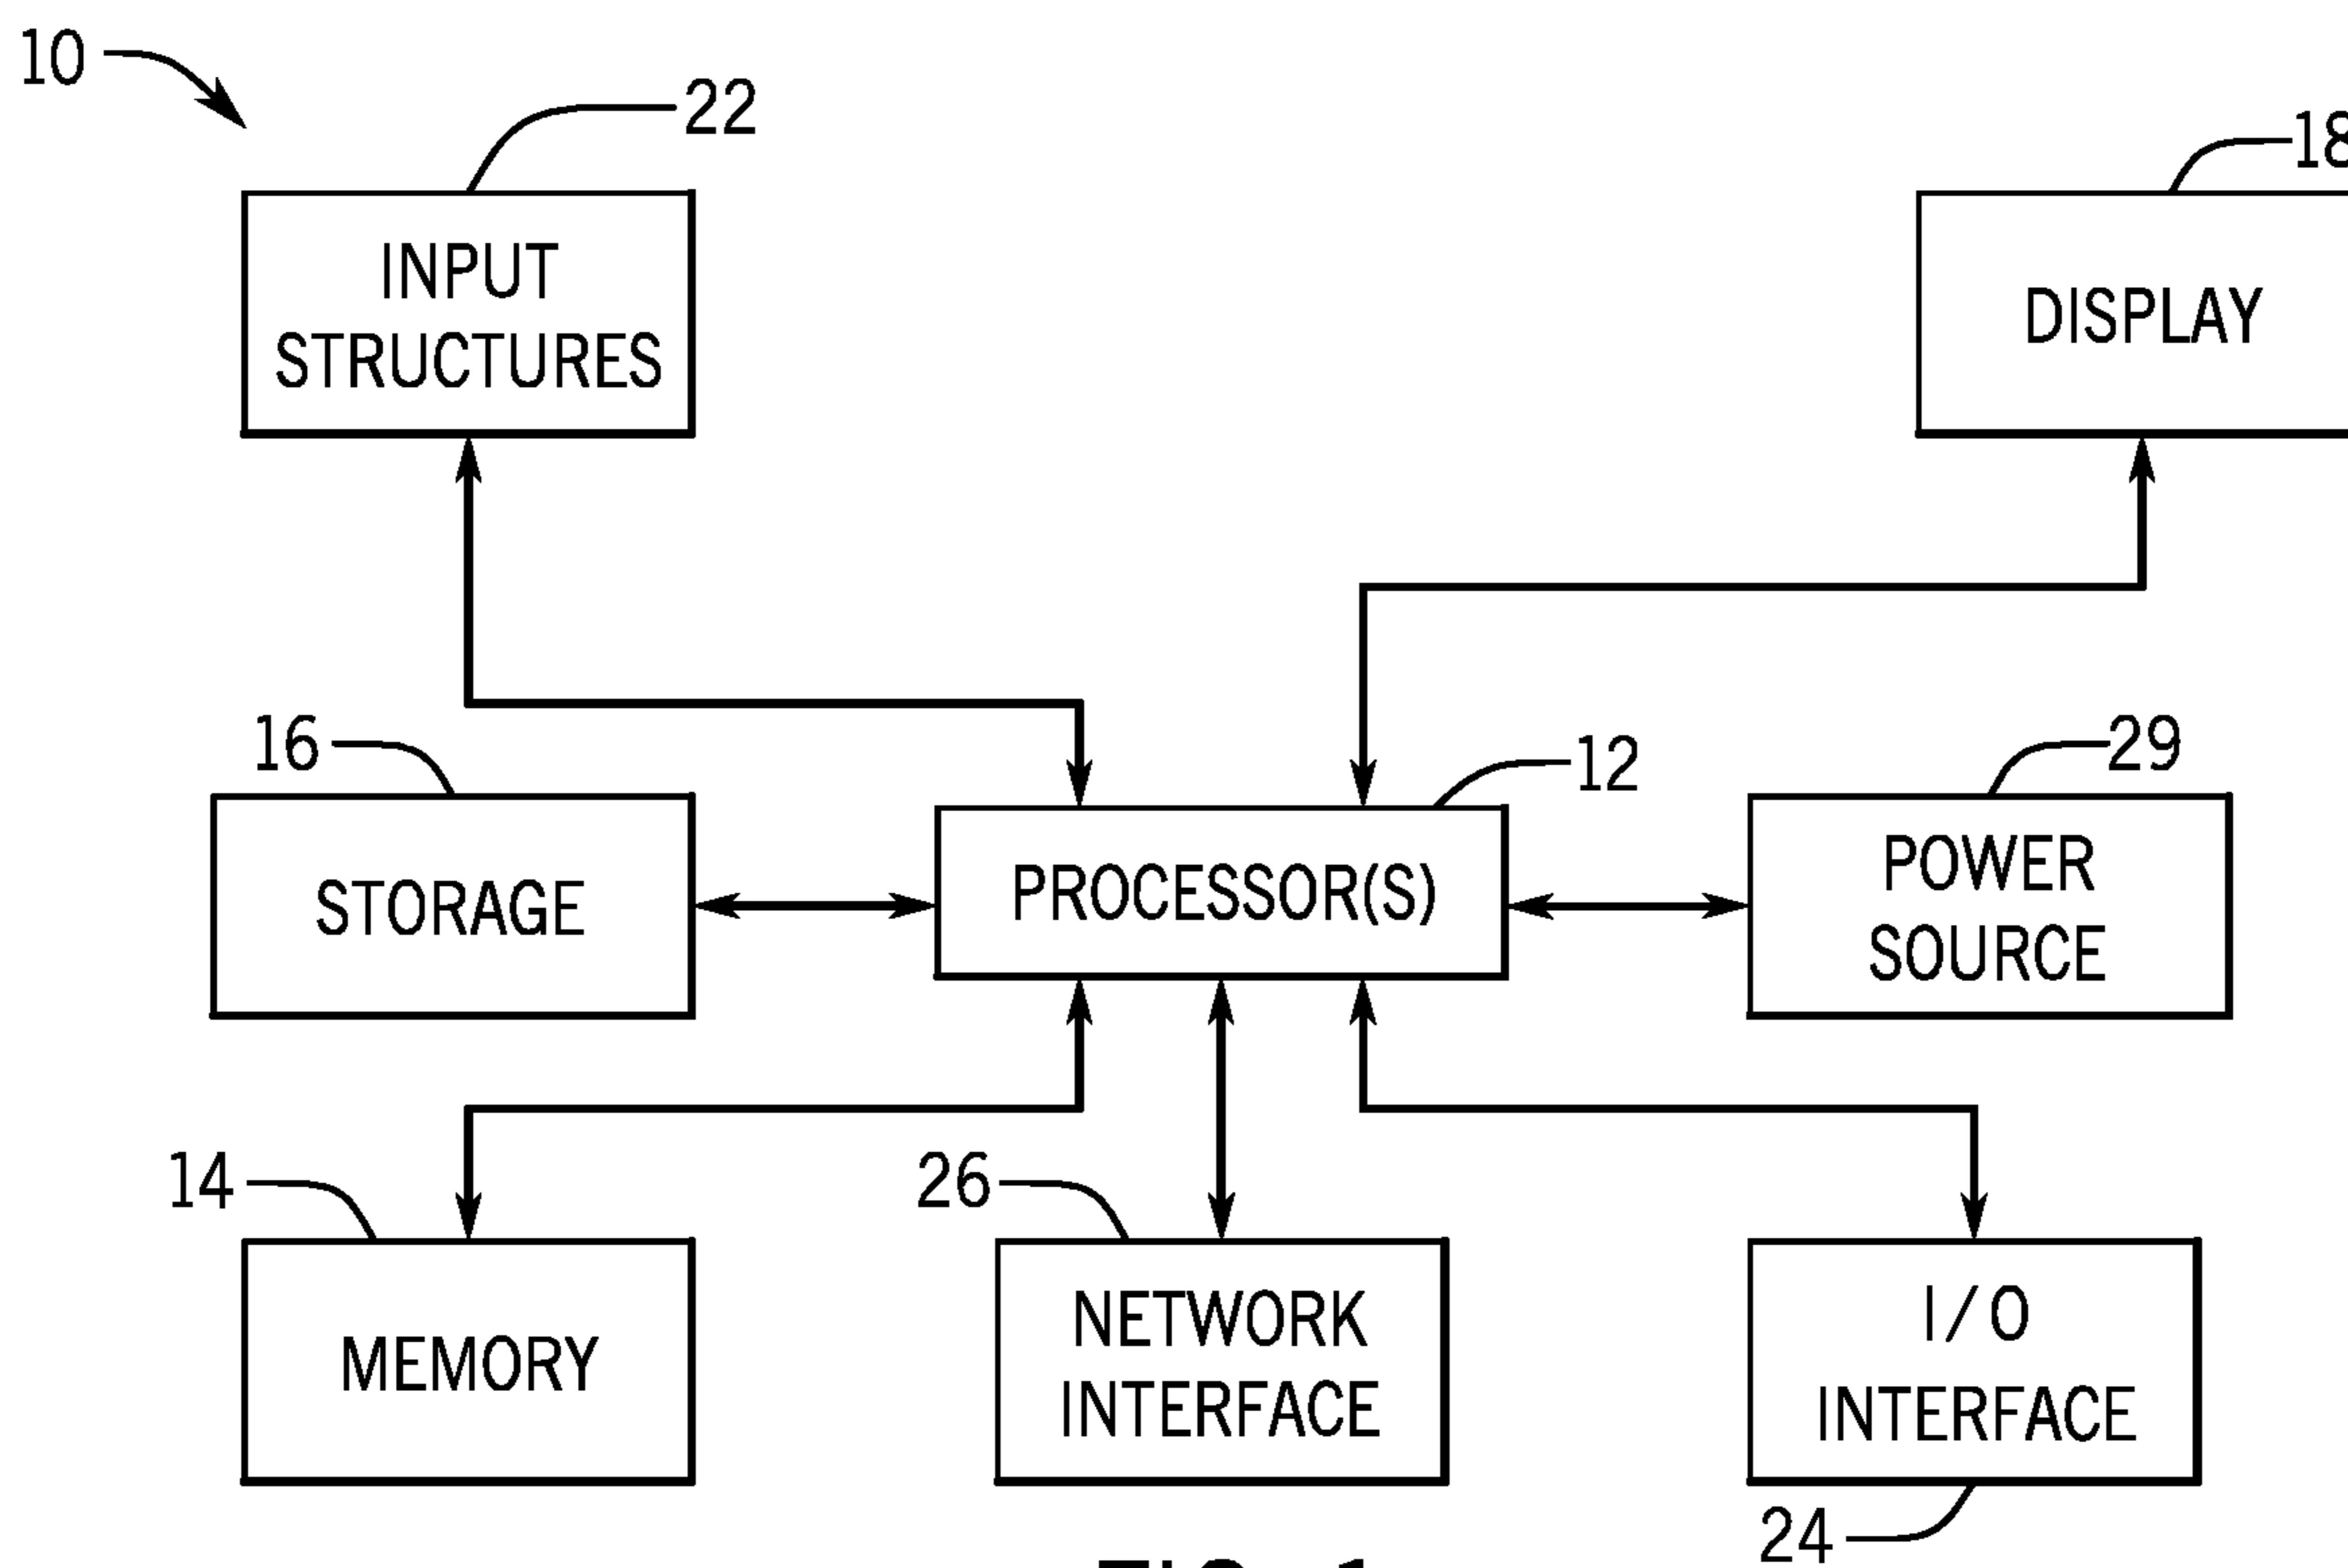 10
22
18
INPUT
STRUCTURES
DISPLAY
16
12
29
STORAGE
PROCESSOR(S)
POWER
SOURCE
14
26
MEMORY
NETWORK
INTERFACE
I/O
INTERFACE
24